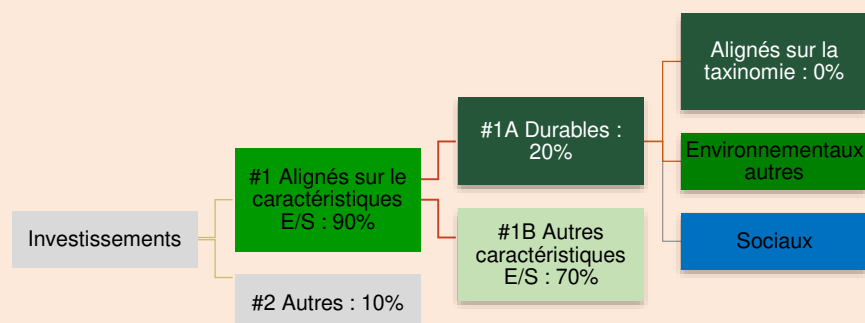 Investissements
#1 Alignés sur le
caractéristiques
E/S : 90%
#2 Autres : 10%
#1A Durables :
20%
#1B Autres
caractéristiques
E/S : 70%
Alignés sur la
taxinomie : 0%
Environnementaux
autres
Sociaux